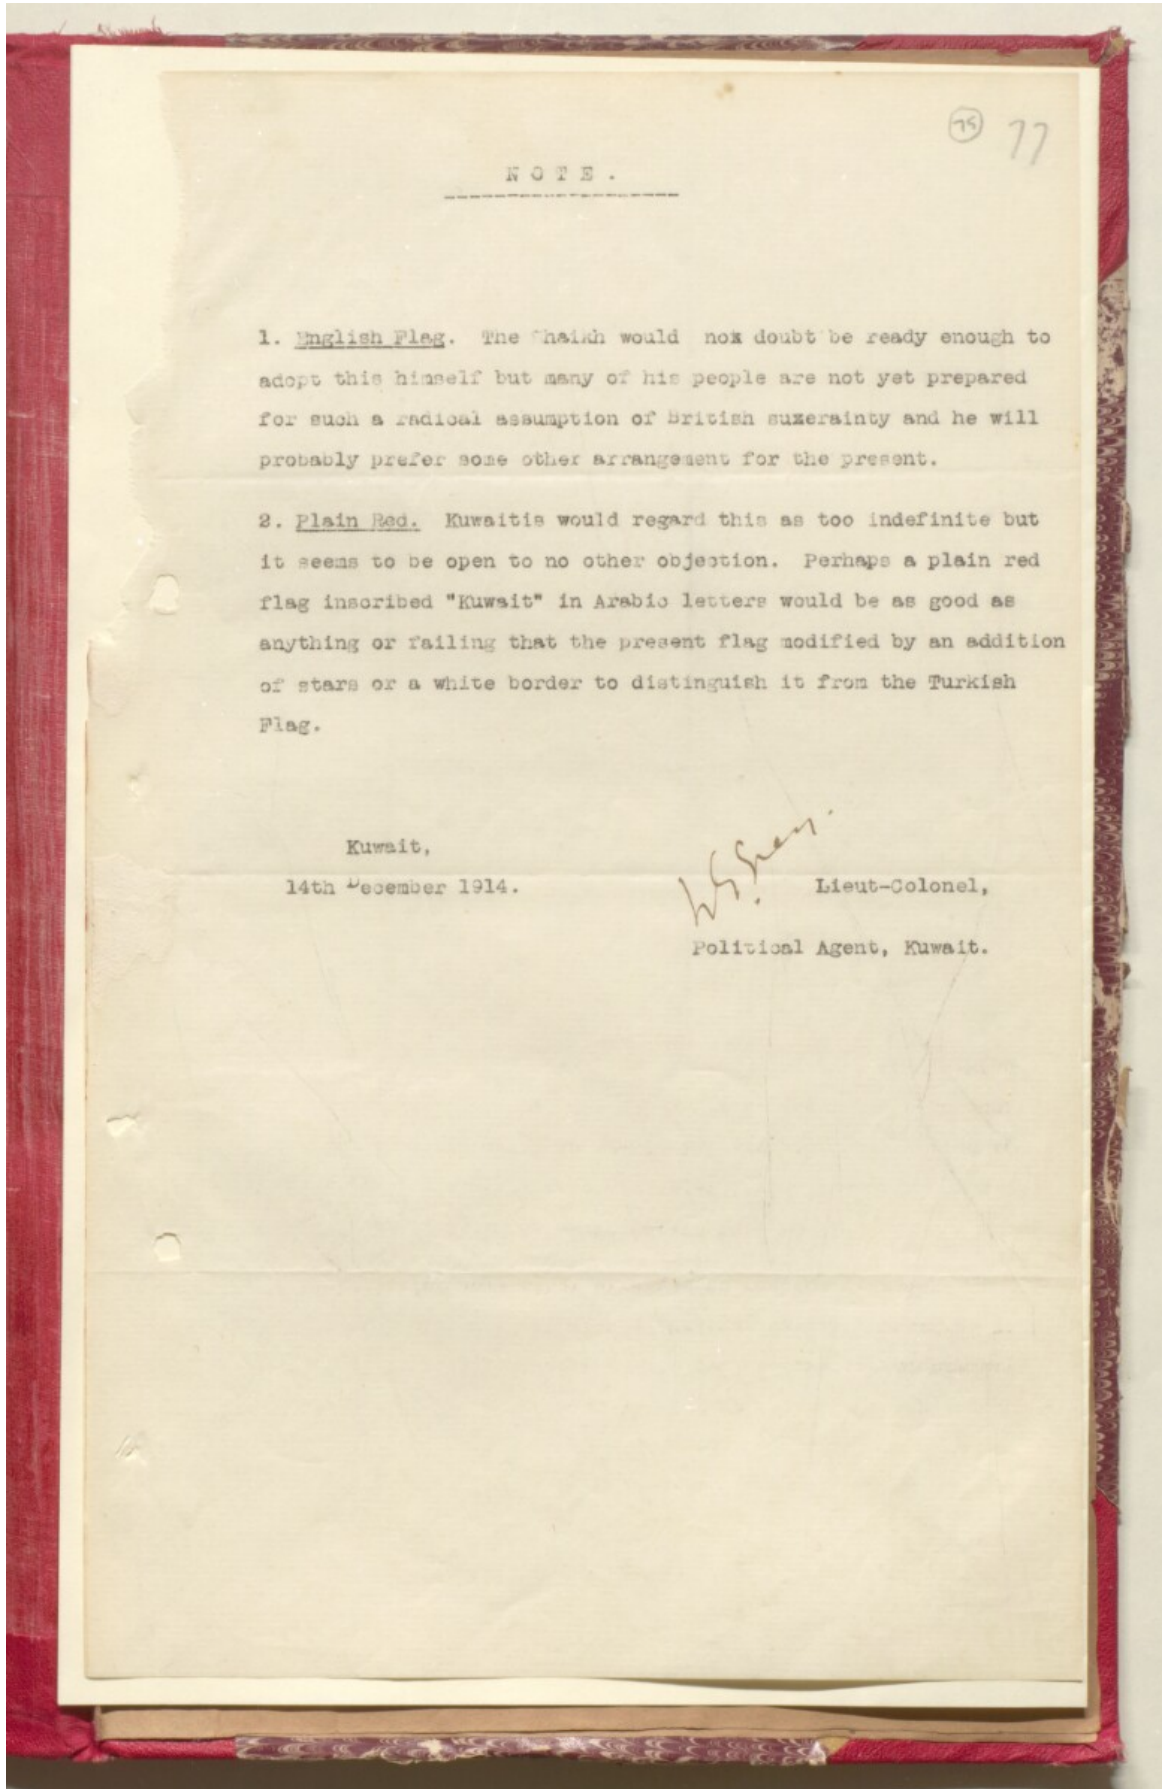 75 77
NOTE.
1. English Flag. The Shaikh would no doubt be ready enough to
adopt this himself but many of his people are not yet prepared
for such a radical assumption of British suzerainty and he will
probably prefer some other arrangement for the present.
2. Plain Red. Kuwaitis would regard this as too indefinite but
it seems to be open to no other objection. Perhaps a plain red
flag inscribed "Kuwait" in Arabic letters would be as good as
anything or failing that the present flag modified by an addition
of stars or a white border to distinguish it from the Turkish
Flag.
Kuwait,
14th December 1914. Lieut-Colonel,
Political Agent, Kuwait.